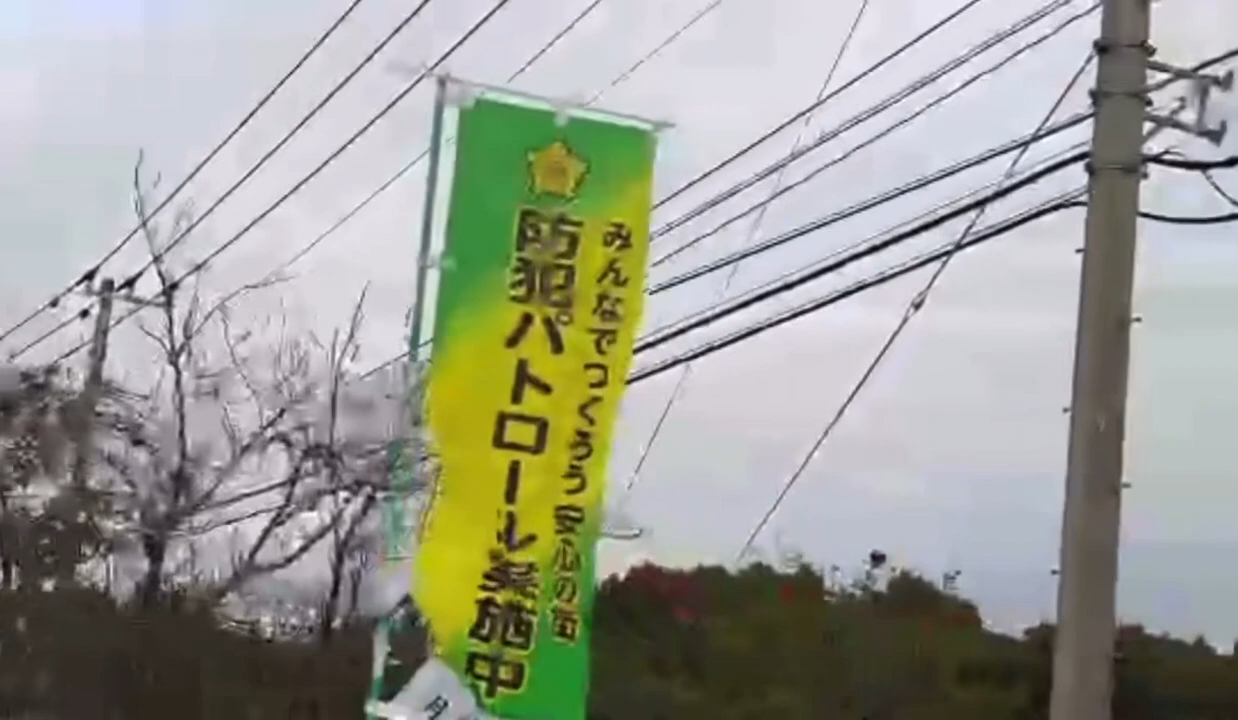 みんなでつくろう安心の街
防犯パトロール実施中
月